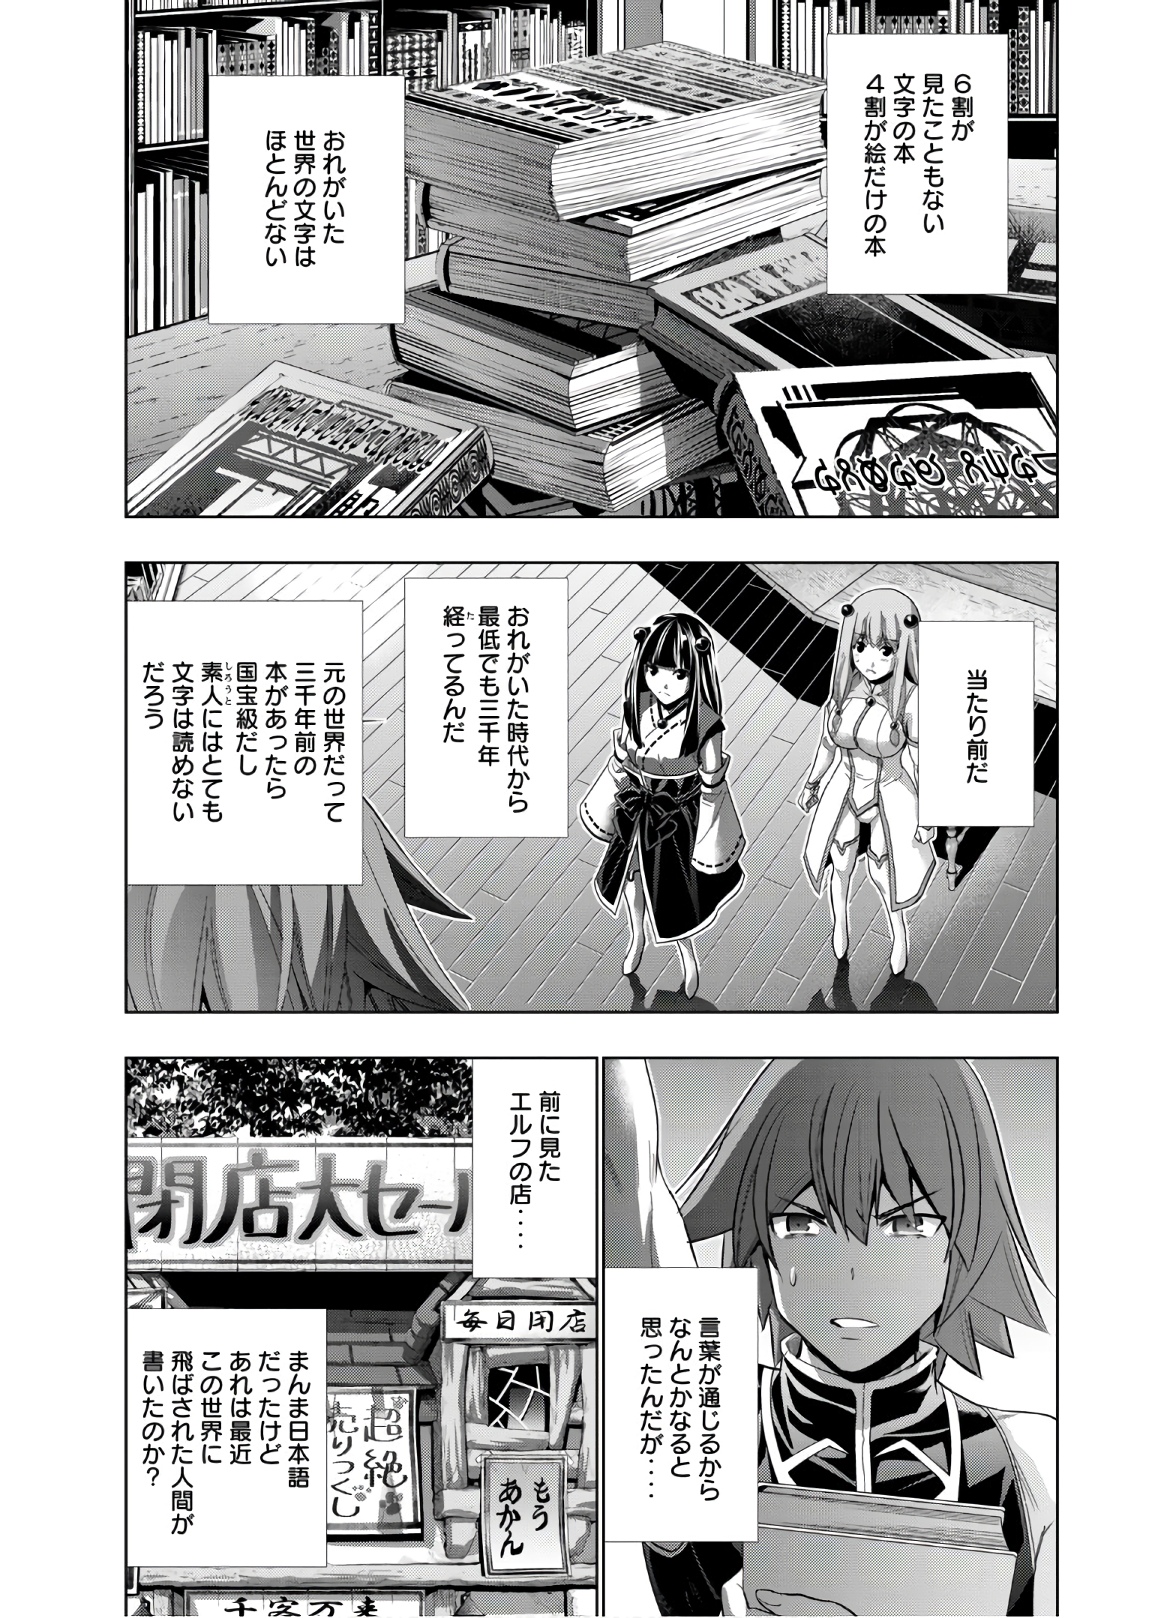 6割が
見たこともない
文字の本
4割が絵だけの本
おれがいた
世界の文字は
ほとんどない
当たり前だ
おれがいた時代から
最低でも三千年
経ってるんだ
た
元の世界だって
三千年前の
本があったら
国宝級だし
素人にはとても
しろうと
文字は読めない
だろう
言葉が通じるから
なんとかなると
思ったんだが‥‥
前に見た
エルフの店‥‥
閉店大セール
毎日閉店
超絶
売りつくし
もう
あかん
千客万来
まんま日本語
だったけど
あれは最近
この世界に
飛ばされた人間が
書いたのか？